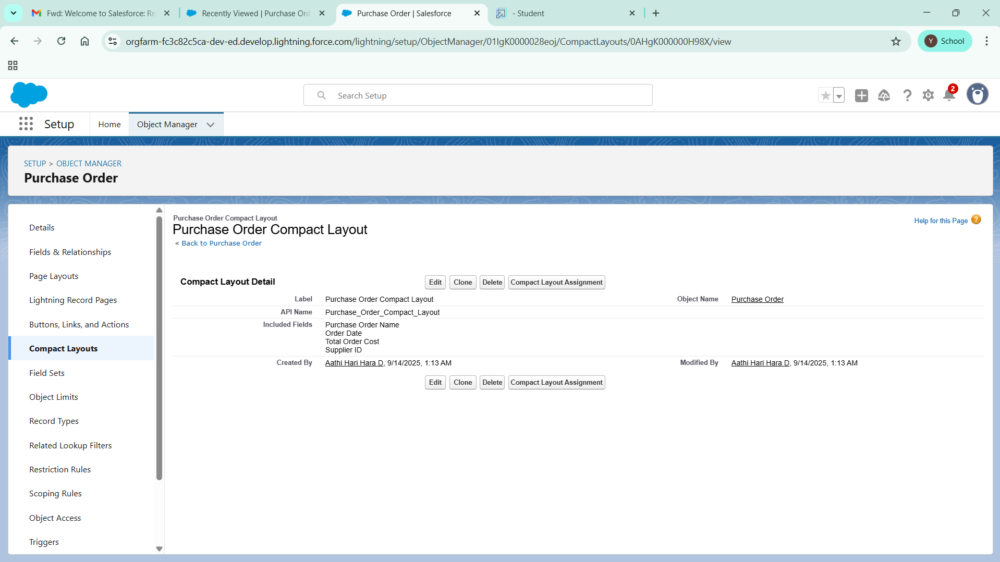 Fwd: Welcome to Salesforce: Re
Recently Viewed | Purchase Ord
Purchase Order | Salesforce
- Student
orgfarm-fc3c82c5ca-dev-ed.develop.lightning.force.com/lightning/setup/ObjectManager/01IgK0000028eoj/CompactLayouts/0AHgK000000H98X/view
Y School
Search Setup
2
Setup
Home
Object Manager
SETUP > OBJECT MANAGER
Purchase Order
Details
Fields & Relationships
Page Layouts
Lightning Record Pages
Buttons, Links, and Actions
Compact Layouts
Field Sets
Object Limits
Record Types
Related Lookup Filters
Restriction Rules
Scoping Rules
Object Access
Triggers
Purchase Order Compact Layout
Purchase Order Compact Layout
« Back to Purchase Order
Help for this Page ?
Compact Layout Detail
Edit Clone Delete Compact Layout Assignment
Label Purchase Order Compact Layout Object Name Purchase Order
API Name Purchase_Order_Compact_Layout
Included Fields Purchase Order Name
Order Date
Total Order Cost
Supplier ID
Created By Aathi Hari Hara D, 9/14/2025, 1:13 AM Modified By Aathi Hari Hara D, 9/14/2025, 1:13 AM
Edit Clone Delete Compact Layout Assignment